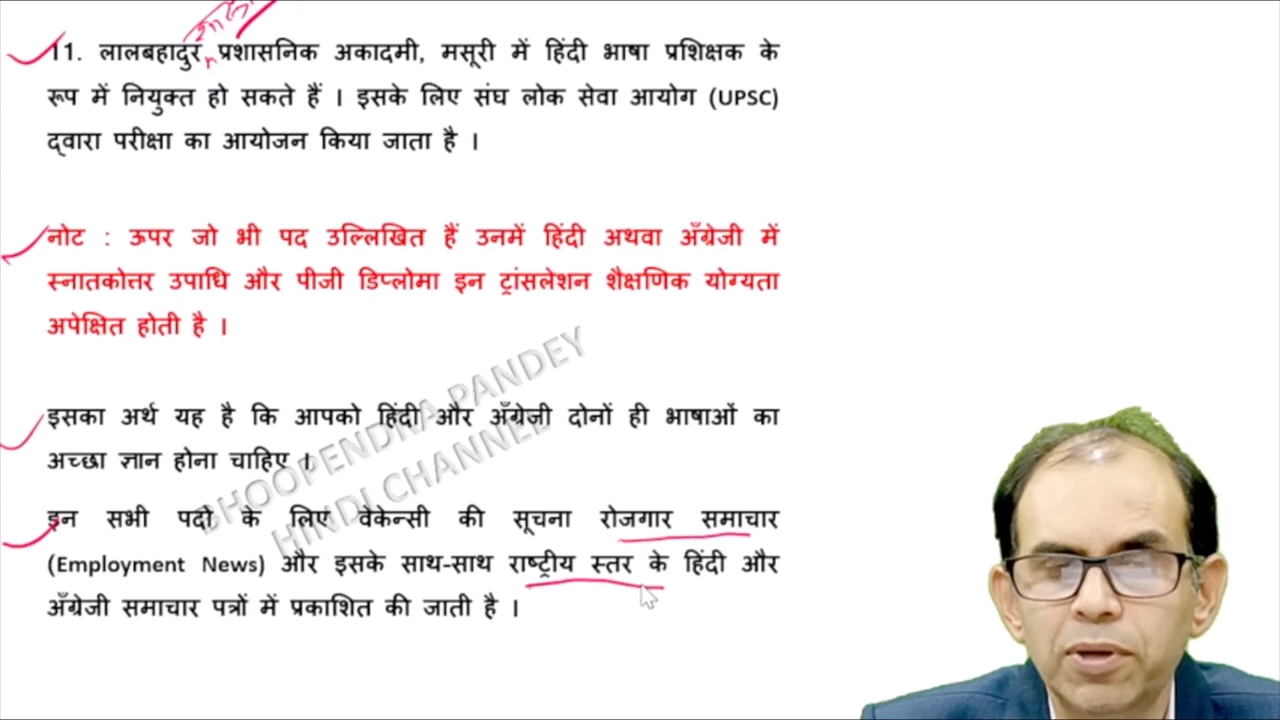 11. लालबहादुर प्रशासनिक अकादमी, मसूरी में हिंदी भाषा प्रशिक्षक के
रूप में नियुक्त हो सकते हैं । इसके लिए संघ लोक सेवा आयोग (UPSC)
द्वारा परीक्षा का आयोजन किया जाता है ।
नोट : ऊपर जो भी पद उल्लिखित हैं उनमें हिंदी अथवा अँग्रेजी में
स्नातकोत्तर उपाधि और पीजी डिप्लोमा इन ट्रांसलेशन शैक्षणिक योग्यता
अपेक्षित होती है ।
इसका अर्थ यह है कि आपको हिंदी और अँग्रेजी दोनों ही भाषाओं का
अच्छा ज्ञान होना चाहिए ।
इन सभी पदो के लिए वेकेन्सी की सूचना रोजगार समाचार
(Employment News) और इसके साथ-साथ राष्ट्रीय स्तर के हिंदी और
अँग्रेजी समाचार पत्रों में प्रकाशित की जाती है ।
BHOOPENDRA PANDEY
HINDI CHANNEL